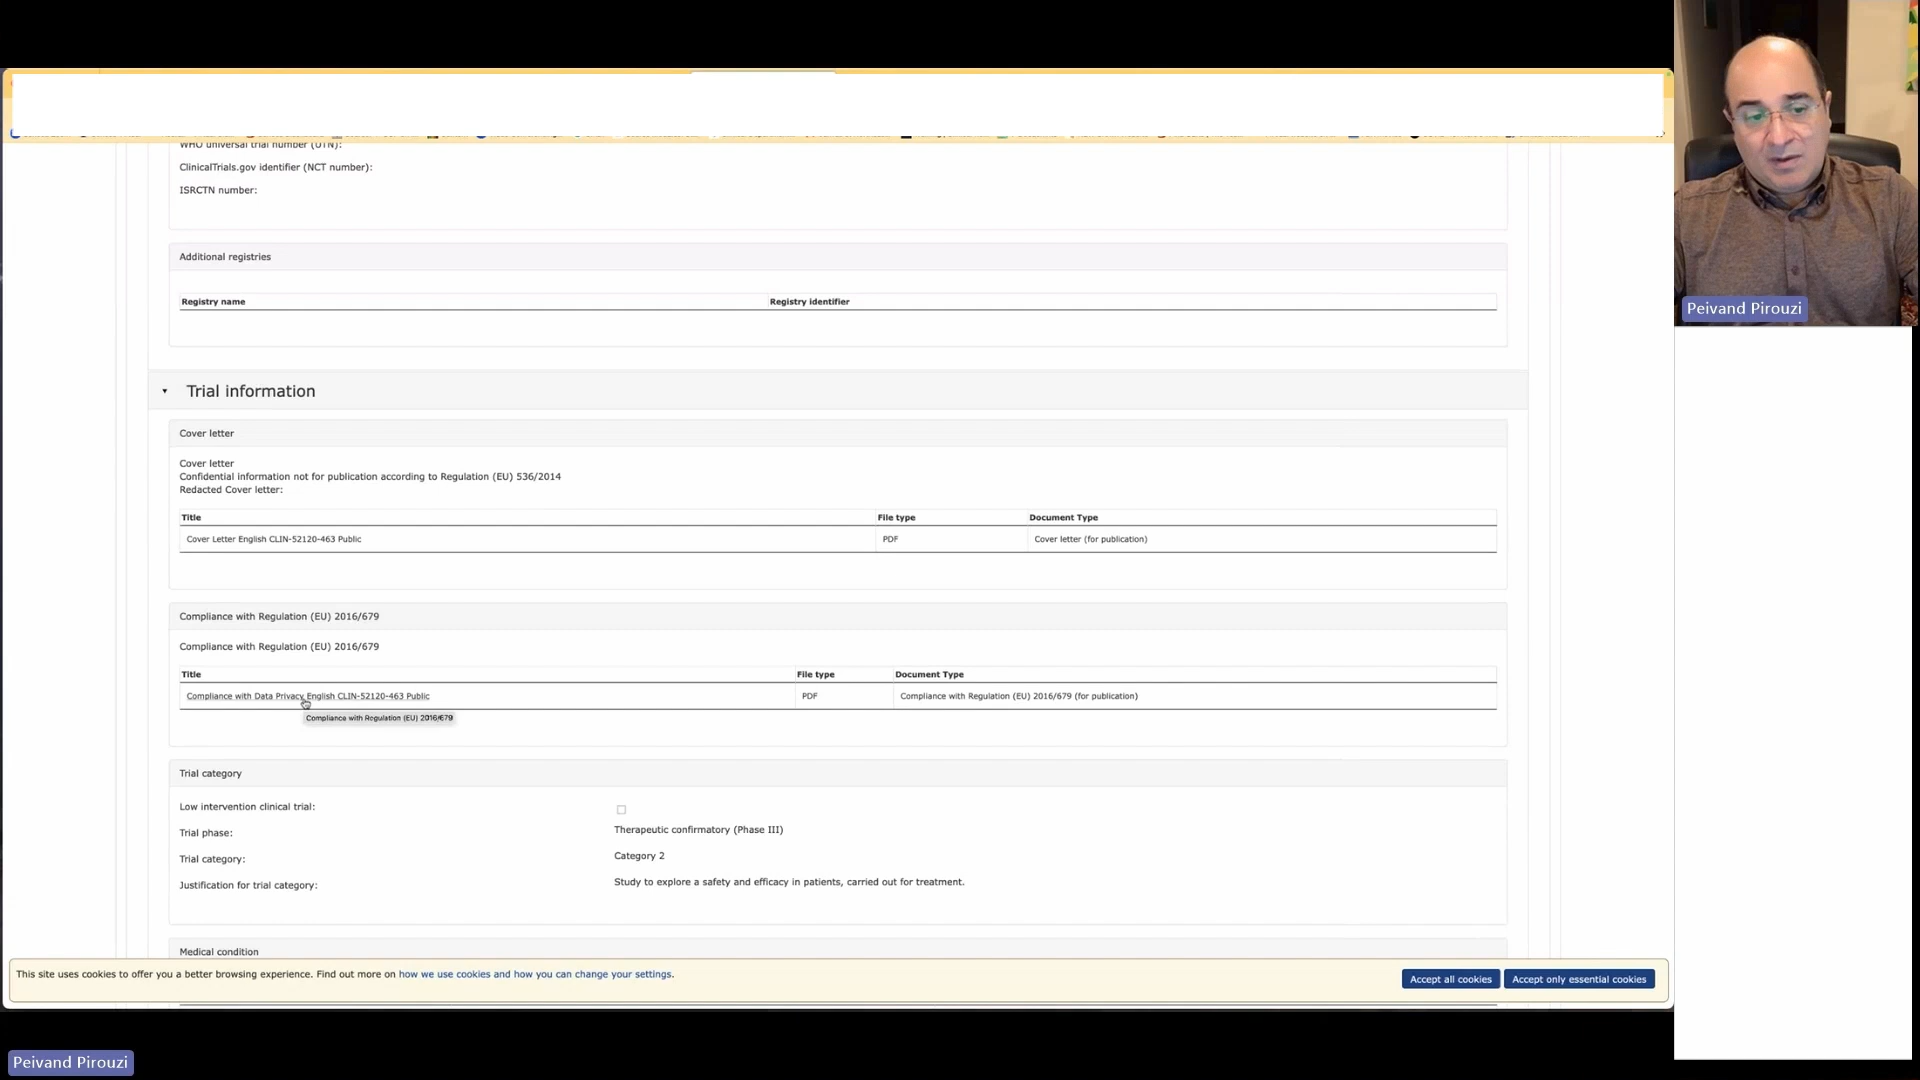 WHO universal trial number (UTN):
ClinicalTrials.gov identifier (NCT number):
ISRCTN number:
Additional registries
Registry name Registry identifier
Trial information
Cover letter
Cover letter
Confidential information not for publication according to Regulation (EU) 536/2014
Redacted Cover letter:
Title File type Document Type
Cover Letter English CLIN-52120-463 Public PDF Cover letter (for publication)
Compliance with Regulation (EU) 2016/679
Compliance with Regulation (EU) 2016/679
Title File type Document Type
Compliance with Data Privacy English CLIN-52120-463 Public PDF Compliance with Regulation (EU) 2016/679 (for publication)
Compliance with Regulation (EU) 2016/679
Trial category
Low intervention clinical trial:
Trial phase: Therapeutic confirmatory (Phase III)
Trial category: Category 2
Justification for trial category: Study to explore a safety and efficacy in patients, carried out for treatment.
Medical condition
This site uses cookies to offer you a better browsing experience. Find out more on how we use cookies and how you can change your settings.
Accept all cookies Accept only essential cookies
Peivand Pirouzi
Peivand Pirouzi